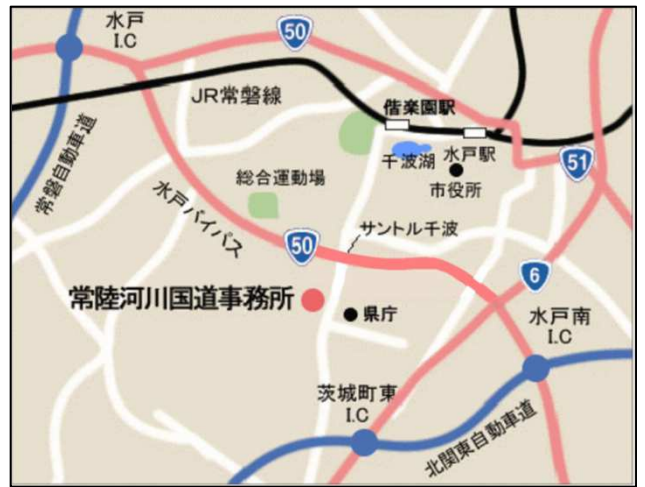 水戸
I.C
50
JR常磐線
偕楽園駅
千波湖
水戸駅
市役所
51
常磐自動車道
水戸バイパス
総合運動場
サントル千波
50
6
常陸河川国道事務所
県庁
水戸南
I.C
茨城町東
I.C
北関東自動車道